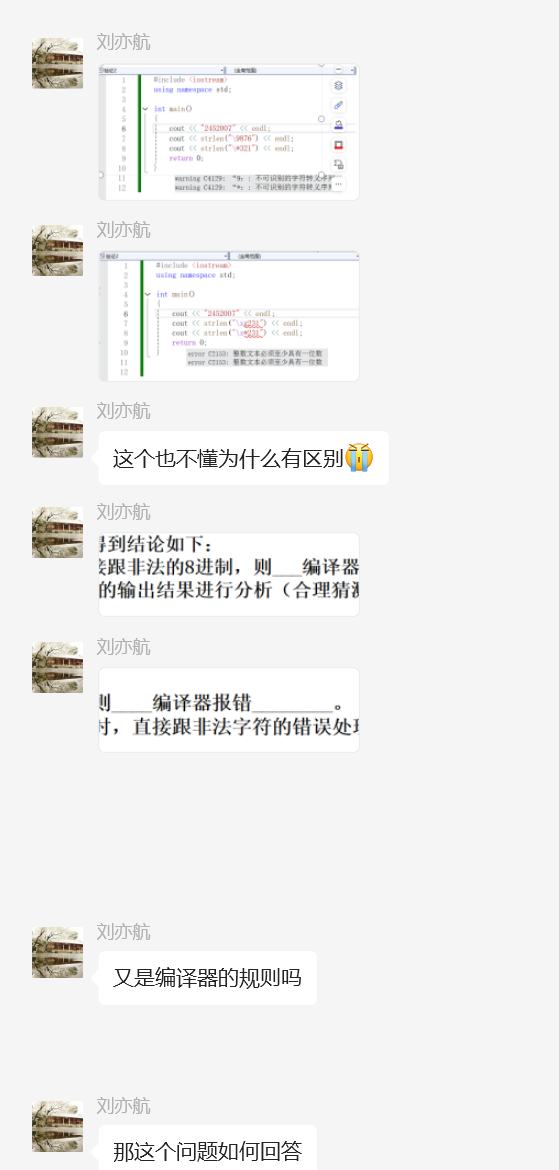 刘亦航
(全局范围)
1 #include <iostream>
2 using namespace std;
3
4 int main()
5 {
6 cout << "2452007" << endl;
7 cout << strlen("\9876") << endl;
8 cout << strlen("\*321") << endl;
9 return 0;
10 }
11 warning C4129: “9”: 不可识别的字符转义序列
12 warning C4129: “*”: 不可识别的字符转义序列
刘亦航
(全局范围)
1 #include <iostream>
2 using namespace std;
3
4 int main()
5 {
6 cout << "2452007" << endl;
7 cout << strlen(
8 cout << strlen(
9 return 0;
10 } error C2153: 整数文本必须至少具有一位数
11 error C2153: 整数文本必须至少具有一位数
12
刘亦航
这个也不懂为什么有区别😭
刘亦航
得到结论如下:
接跟非法的8进制,则___编译器
的输出结果进行分析(合理猜测
刘亦航
则____编译器报错________。
时,直接跟非法字符的错误处理
刘亦航
又是编译器的规则吗
刘亦航
那这个问题如何回答